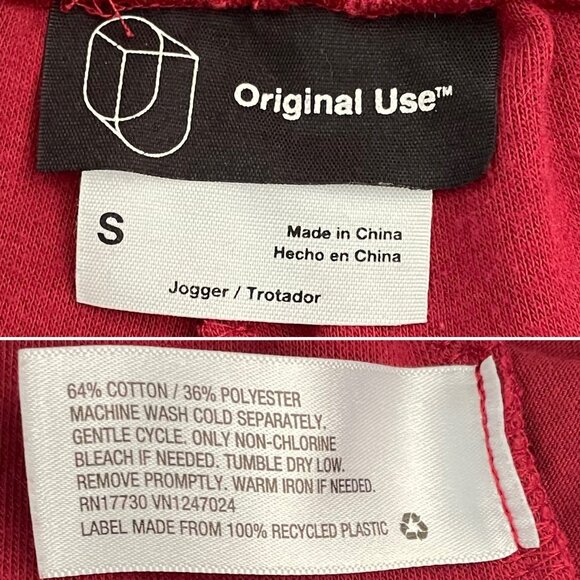 Original Use™
S
Made in China
Hecho en China
Jogger / Trotador
64% COTTON / 36% POLYESTER
MACHINE WASH COLD SEPARATELY,
GENTLE CYCLE. ONLY NON-CHLORINE
BLEACH IF NEEDED. TUMBLE DRY LOW.
REMOVE PROMPTLY. WARM IRON IF NEEDED.
RN17730 VN1247024
LABEL MADE FROM 100% RECYCLED PLASTIC